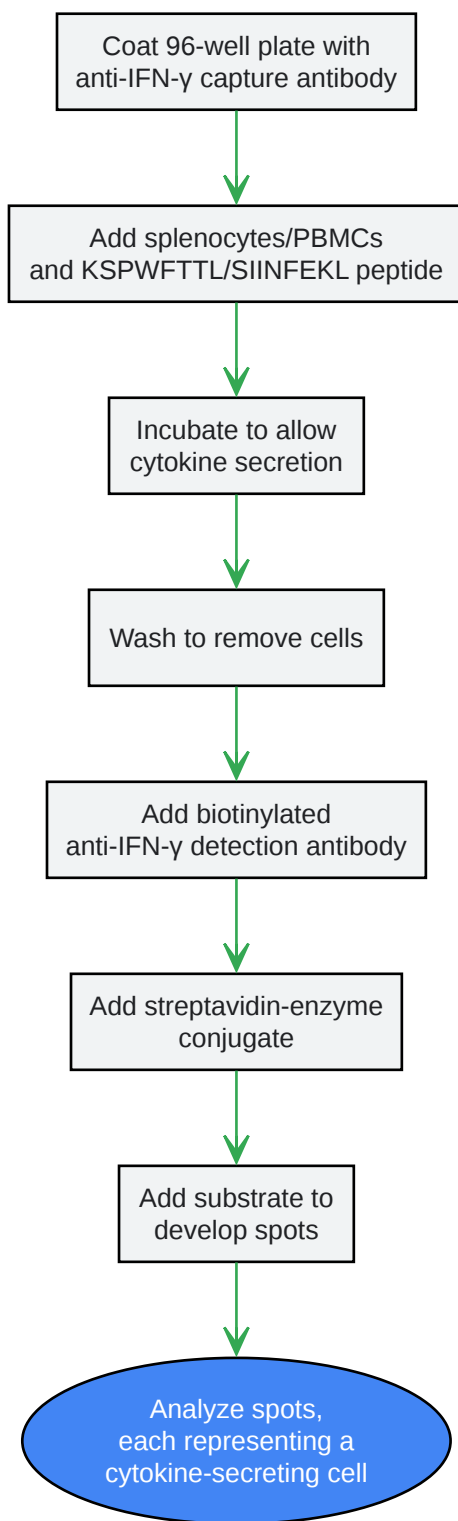 Coat 96-well plate with
anti-IFN-γ capture antibody
Add splenocytes/PBMCs
and KSPWFTTL/SIINFEKL peptide
Incubate to allow
cytokine secretion
Wash to remove cells
Add biotinylated
anti-IFN-γ detection antibody
Add streptavidin-enzyme
conjugate
Add substrate to
develop spots
Analyze spots,
each representing a
cytokine-secreting cell